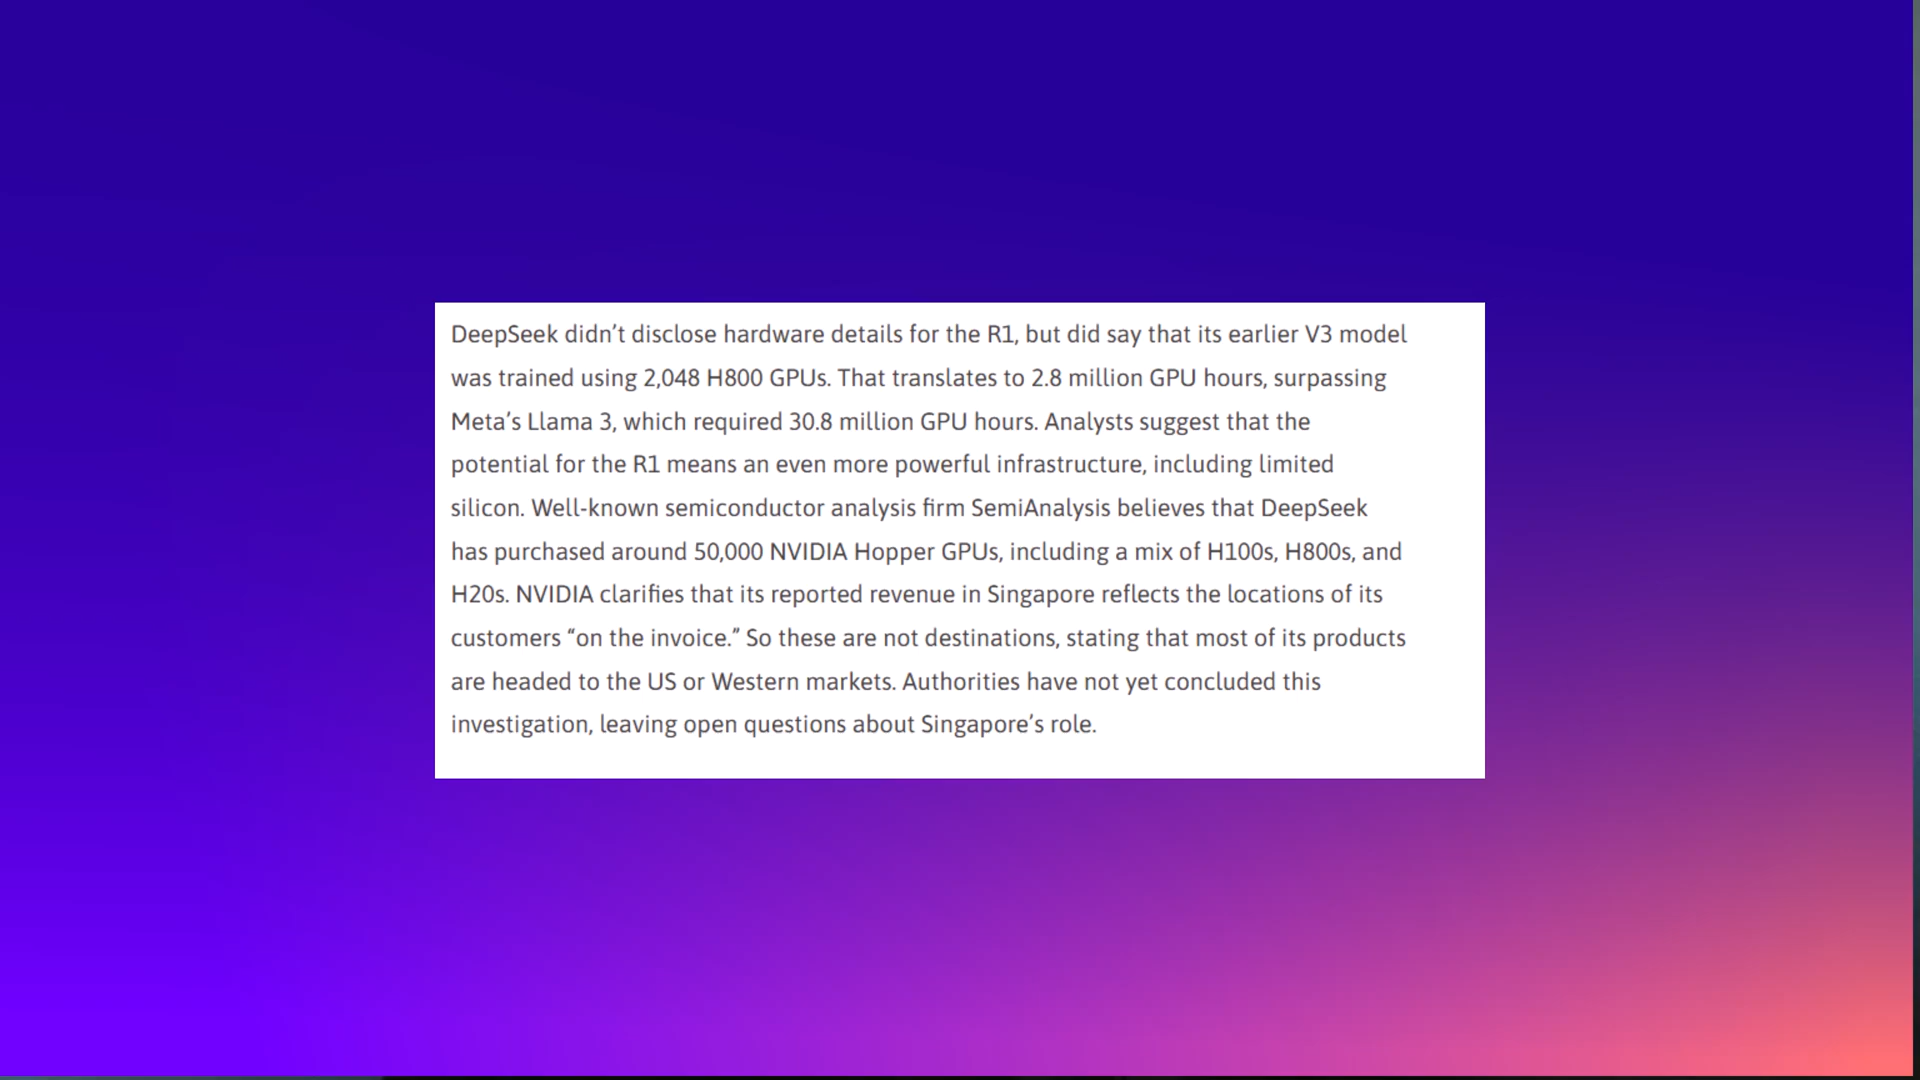 DeepSeek didn’t disclose hardware details for the R1, but did say that its earlier V3 model
was trained using 2,048 H800 GPUs. That translates to 2.8 million GPU hours, surpassing
Meta’s Llama 3, which required 30.8 million GPU hours. Analysts suggest that the
potential for the R1 means an even more powerful infrastructure, including limited
silicon. Well-known semiconductor analysis firm SemiAnalysis believes that DeepSeek
has purchased around 50,000 NVIDIA Hopper GPUs, including a mix of H100s, H800s, and
H20s. NVIDIA clarifies that its reported revenue in Singapore reflects the locations of its
customers “on the invoice.” So these are not destinations, stating that most of its products
are headed to the US or Western markets. Authorities have not yet concluded this
investigation, leaving open questions about Singapore’s role.